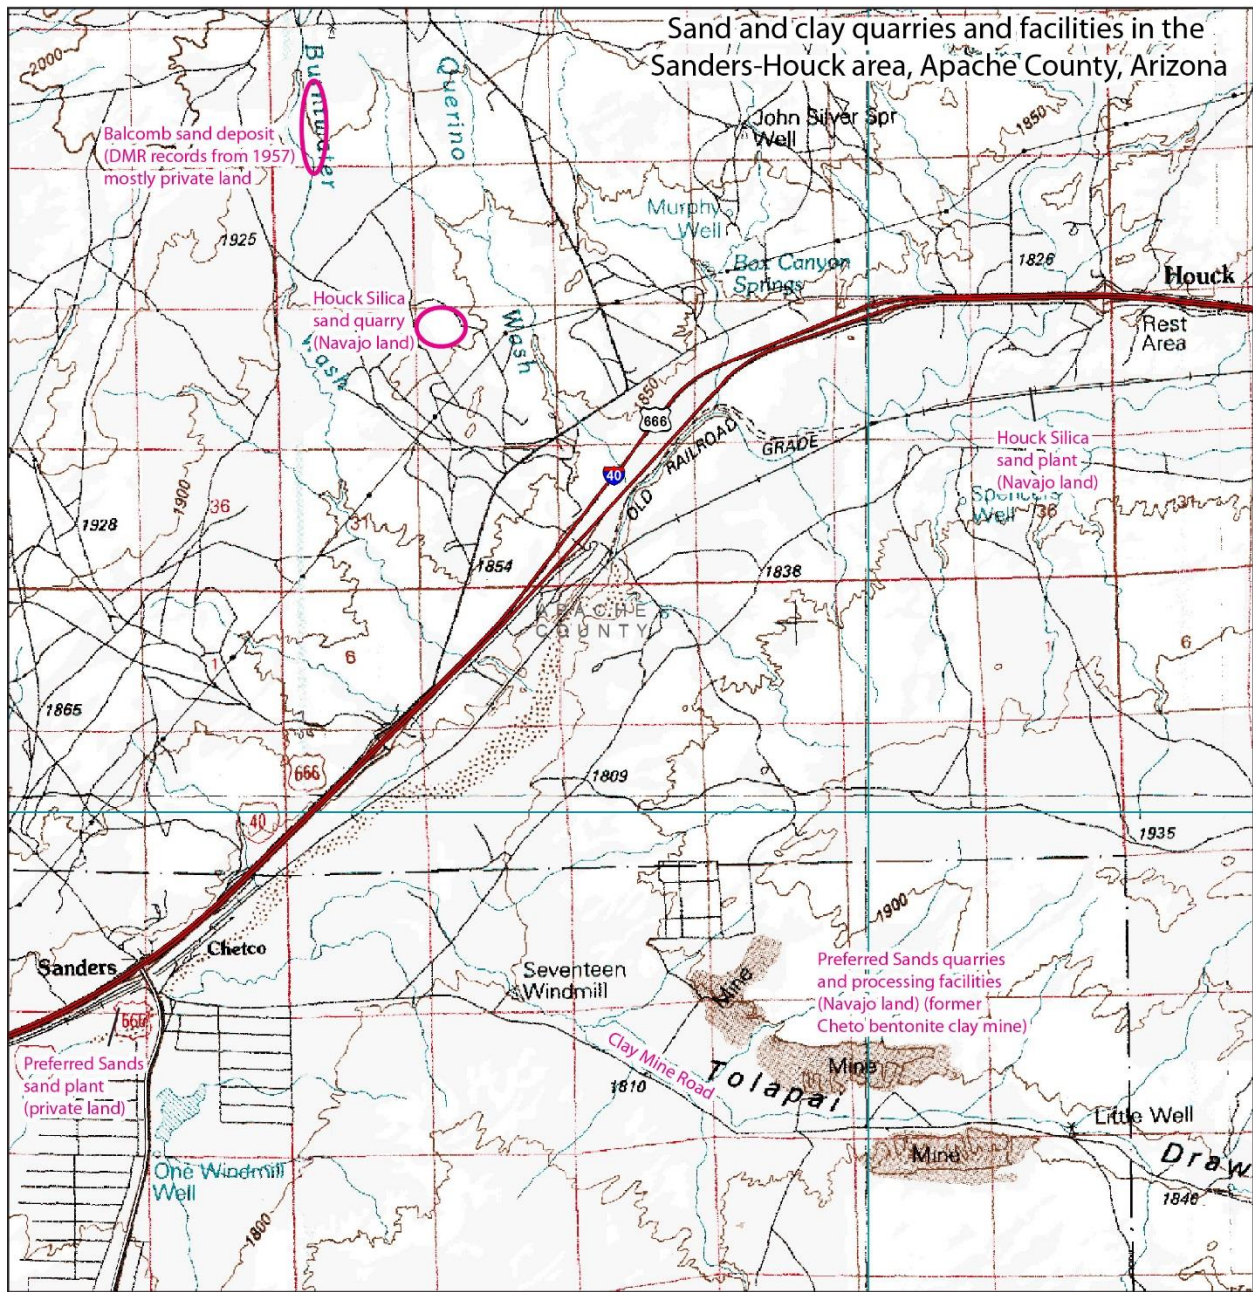 Sand and clay quarries and facilities in the
Sanders-Houck area, Apache County, Arizona
2000
Querino
John Silver Spr
Well
1850
Balcomb sand deposit
(DMR records from 1957)
mostly private land
Murphy
Well
1925
Box Canyon
Springs
1826
Houck
Houck Silica
sand quarry
(Navajo land)
Wash
Wash
Rest
Area
1850
666
OLD RAILROAD GRADE
40
Houck Silica
sand plant
(Navajo land)
1900
36
Well
36
31
31
1928
1854
1838
APACHE
COUNTY
6
1
1
6
1865
666
1809
40
1935
1900
Chetco
Sanders
Seventeen
Windmill
Mine
Preferred Sands quarries
and processing facilities
(Navajo land) (former
Cheto bentonite clay mine)
666
Preferred Sands
sand plant
(private land)
Clay Mine Road
1810
Tolapai
Mine
Little Well
Mine
Draw
One Windmill
Well
1846
1800